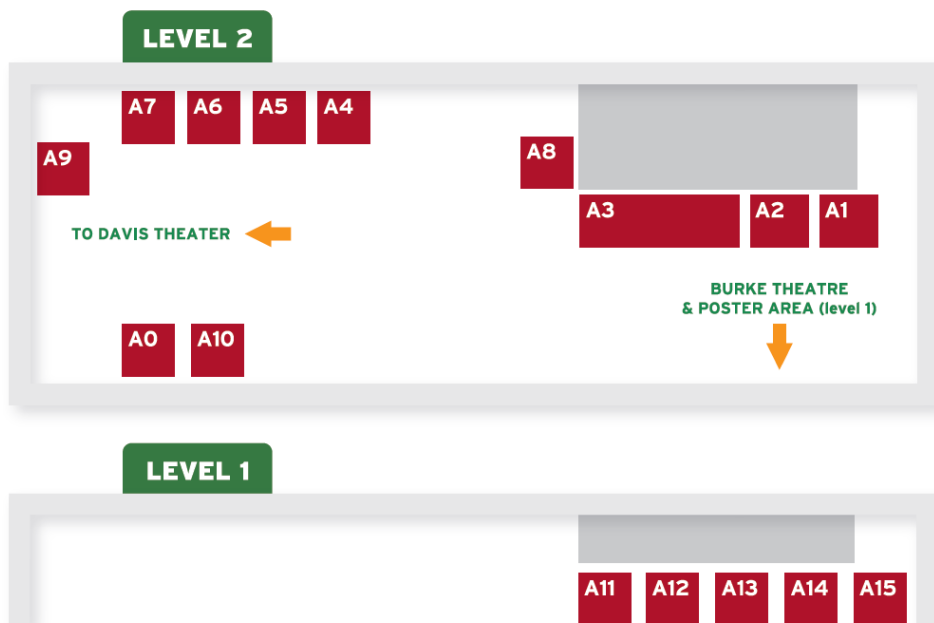 LEVEL 2
A7 A6 A5 A4
A8
A9
A3 A2 A1
TO DAVIS THEATER
BURKE THEATRE
& POSTER AREA (level 1)
A0 A10
LEVEL 1
A11 A12 A13 A14 A15